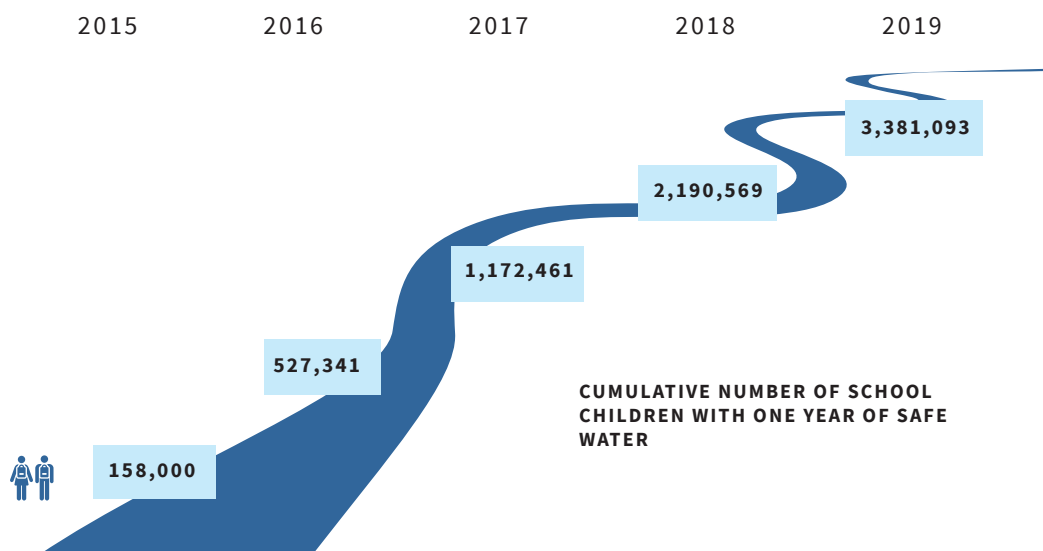 2015 2016 2017 2018 2019
3,381,093
2,190,569
1,172,461
527,341
CUMULATIVE NUMBER OF SCHOOL
CHILDREN WITH ONE YEAR OF SAFE
WATER
158,000